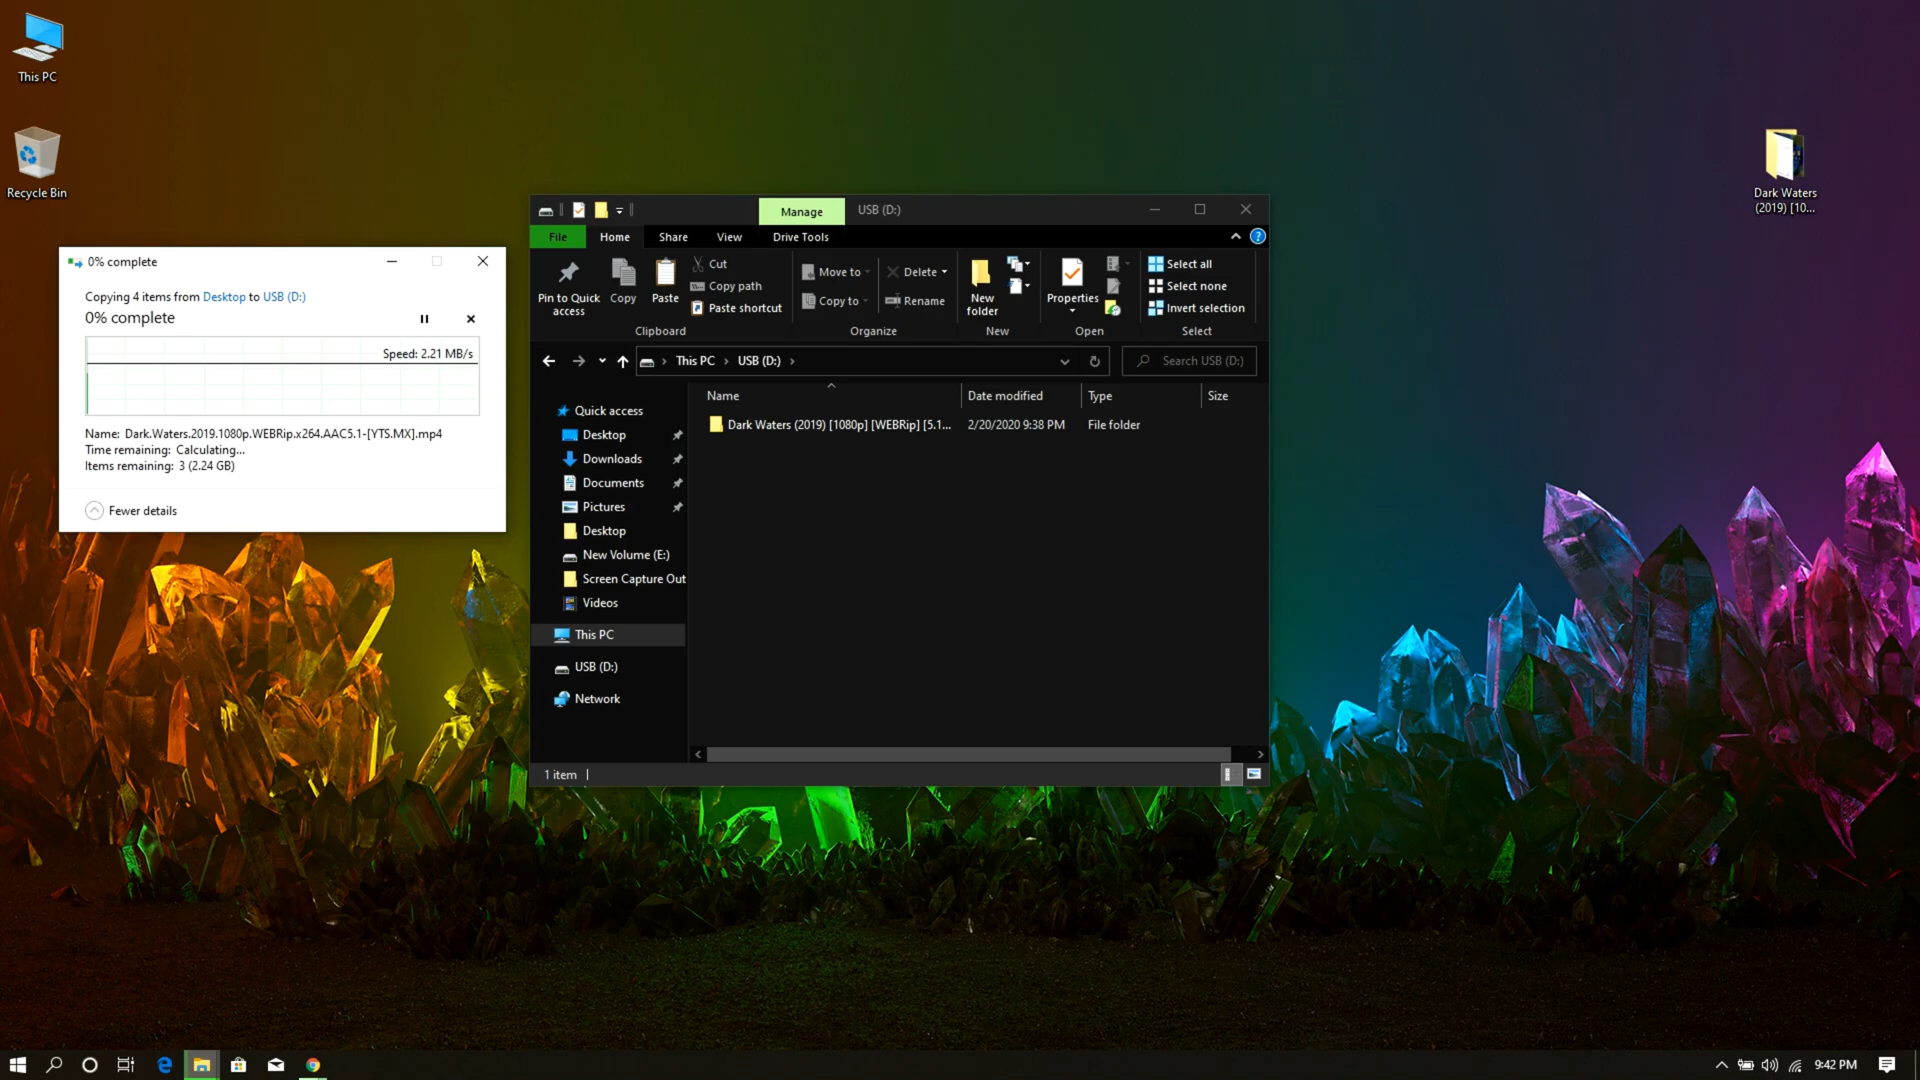 This PC
Recycle Bin
Dark Waters
(2019) [10...
0% complete
Copying 4 items from Desktop to USB (D:)
0% complete
Speed: 2.21 MB/s
Name: Dark.Waters.2019.1080p.WEBRip.x264.AAC5.1-[YTS.MX].mp4
Time remaining: Calculating...
Items remaining: 3 (2.24 GB)
Fewer details
Manage
USB (D:)
File
Home
Share
View
Drive Tools
Pin to Quick
access
Copy
Paste
Cut
Copy path
Paste shortcut
Clipboard
Move to
Copy to
Delete
Rename
Organize
New
folder
New
Properties
Open
Select all
Select none
Invert selection
Select
This PC
USB (D:)
Search USB (D:)
Name
Date modified
Type
Size
Dark Waters (2019) [1080p] [WEBRip] [5.1...
2/20/2020 9:38 PM
File folder
Quick access
Desktop
Downloads
Documents
Pictures
Desktop
New Volume (E:)
Screen Capture Out
Videos
This PC
USB (D:)
Network
1 item
9:42 PM